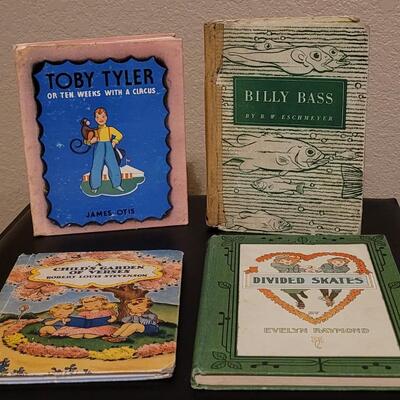 TOBY TYLER
OR TEN WEEKS WITH A CIRCUS
JAMES OTIS
BILLY BASS
BY R. W. ESCHMEYER
A
CHILD'S GARDEN
OF VERSES
ROBERT LOUIS STEVENSON
DIVIDED SKATES
BY
EVELYN RAYMOND